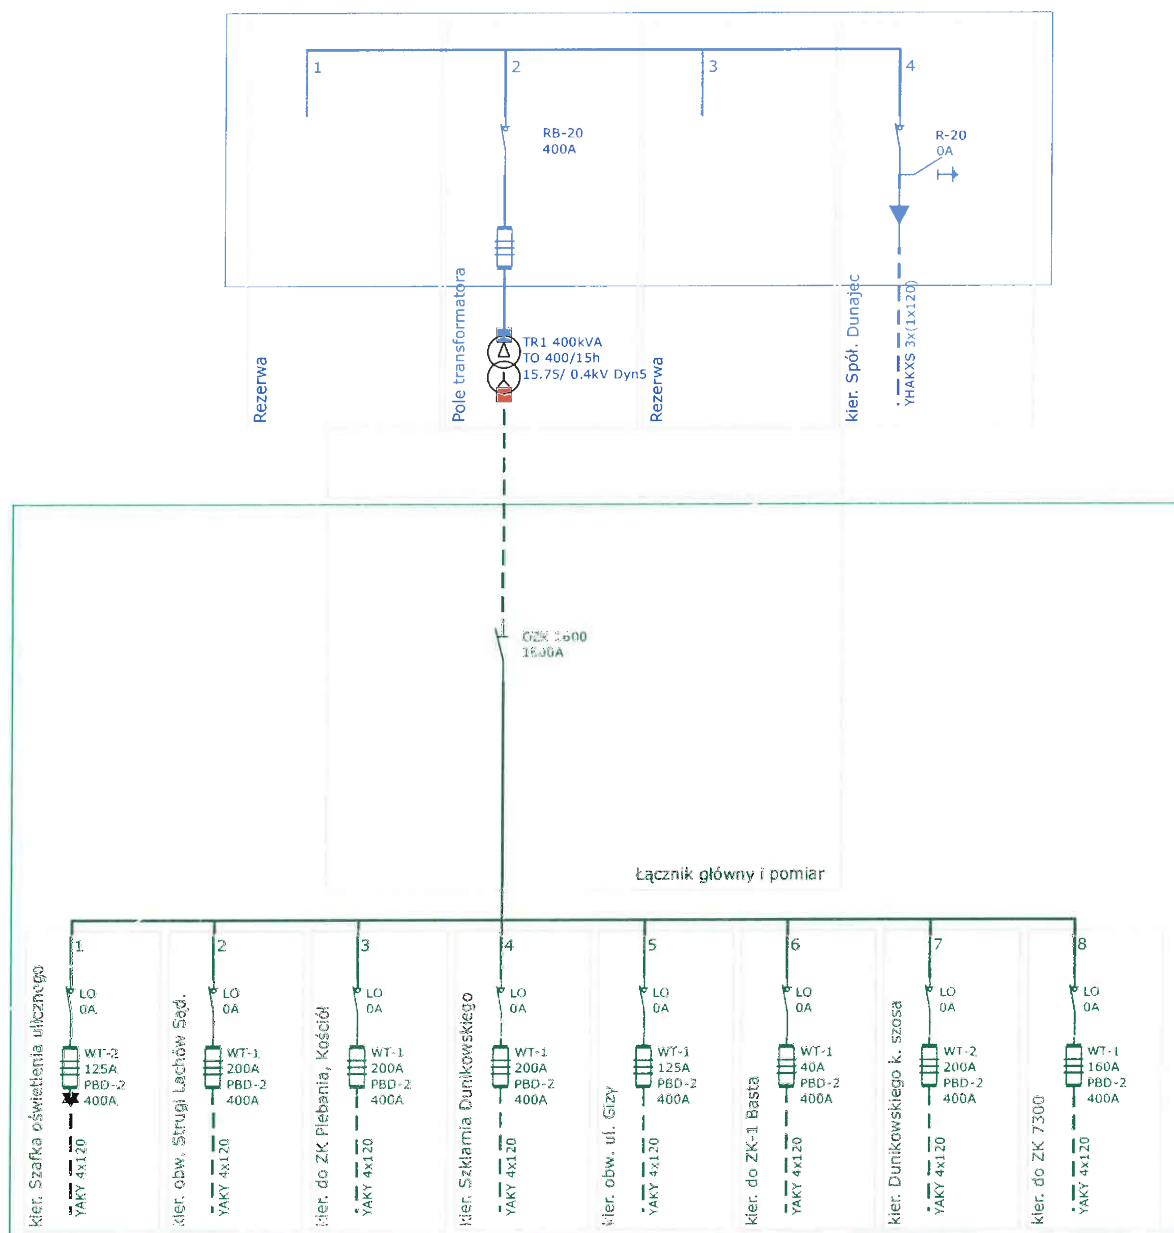 1
2
3
4
RB-20
400A
R-20
0A
Rezerwa
Pole transformatora
Rezerwa
kier. Spół. Dunajec
YHAKXS 3x(1x120)
TR1 400kVA
TO 400/15h
15.75/ 0.4kV Dyn5
GZK 1600
1600A
Łącznik główny i pomiar
1
2
3
4
5
6
7
8
kier. Szafka oświetlenia ulicznego
LO
0A
WT-2
125A
PBD-2
400A
YAKY 4x120
kier. obw. Strugi Lachów Sąd.
LO
0A
WT-1
200A
PBD-2
400A
YAKY 4x120
kier. do ZK Plebania, Kościół
LO
0A
WT-1
200A
PBD-2
400A
YAKY 4x120
kier. Szklarnia Dunikowskiego
LO
0A
WT-1
200A
PBD-2
400A
YAKY 4x120
kier. obw. ul. Gizy
LO
0A
WT-1
125A
PBD-2
400A
YAKY 4x120
kier. do ZK-1 Basta
LO
0A
WT-1
40A
PBD-2
400A
YAKY 4x120
kier. Dunikowskiego k. szosa
LO
0A
WT-2
200A
PBD-2
400A
YAKY 4x120
kier. do ZK 7300
LO
0A
WT-1
160A
PBD-2
400A
YAKY 4x120